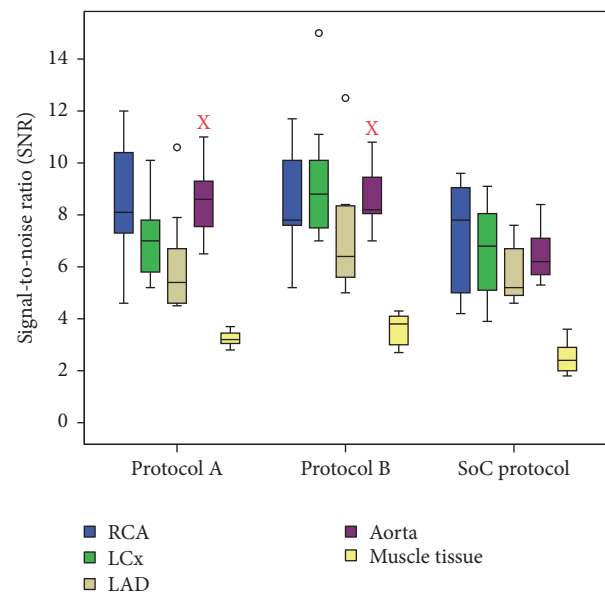 Signal-to-noise ratio (SNR)
14
12
10
8
6
4
2
0
X
X
Protocol A
Protocol B
SoC protocol
RCA
LCx
LAD
Aorta
Muscle tissue